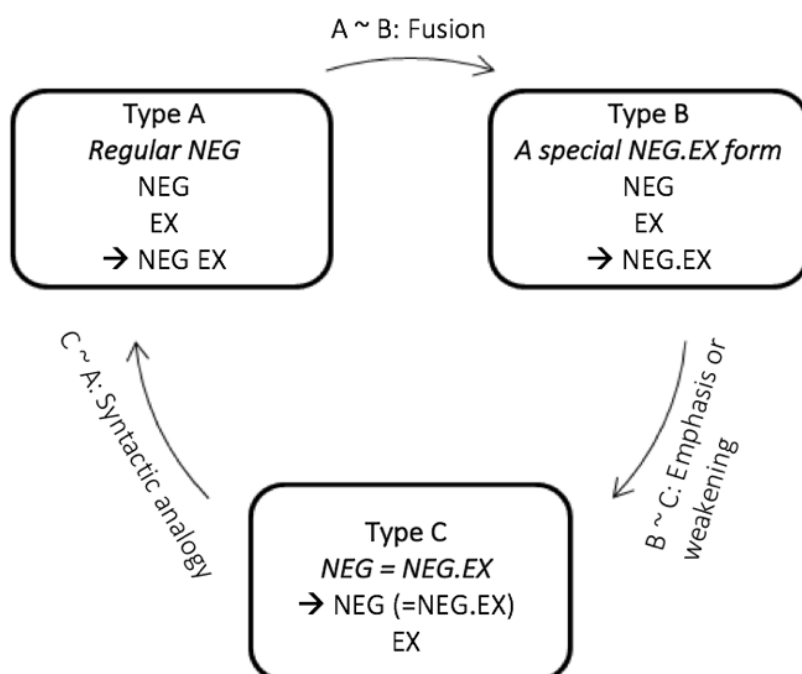 A ~ B: Fusion
Type A
Regular NEG
NEG
EX
→ NEG EX
Type B
A special NEG.EX form
NEG
EX
→ NEG.EX
B ~ C: Emphasis or
weakening
Type C
NEG = NEG.EX
→ NEG (=NEG.EX)
EX
C ~ A: Syntactic analogy